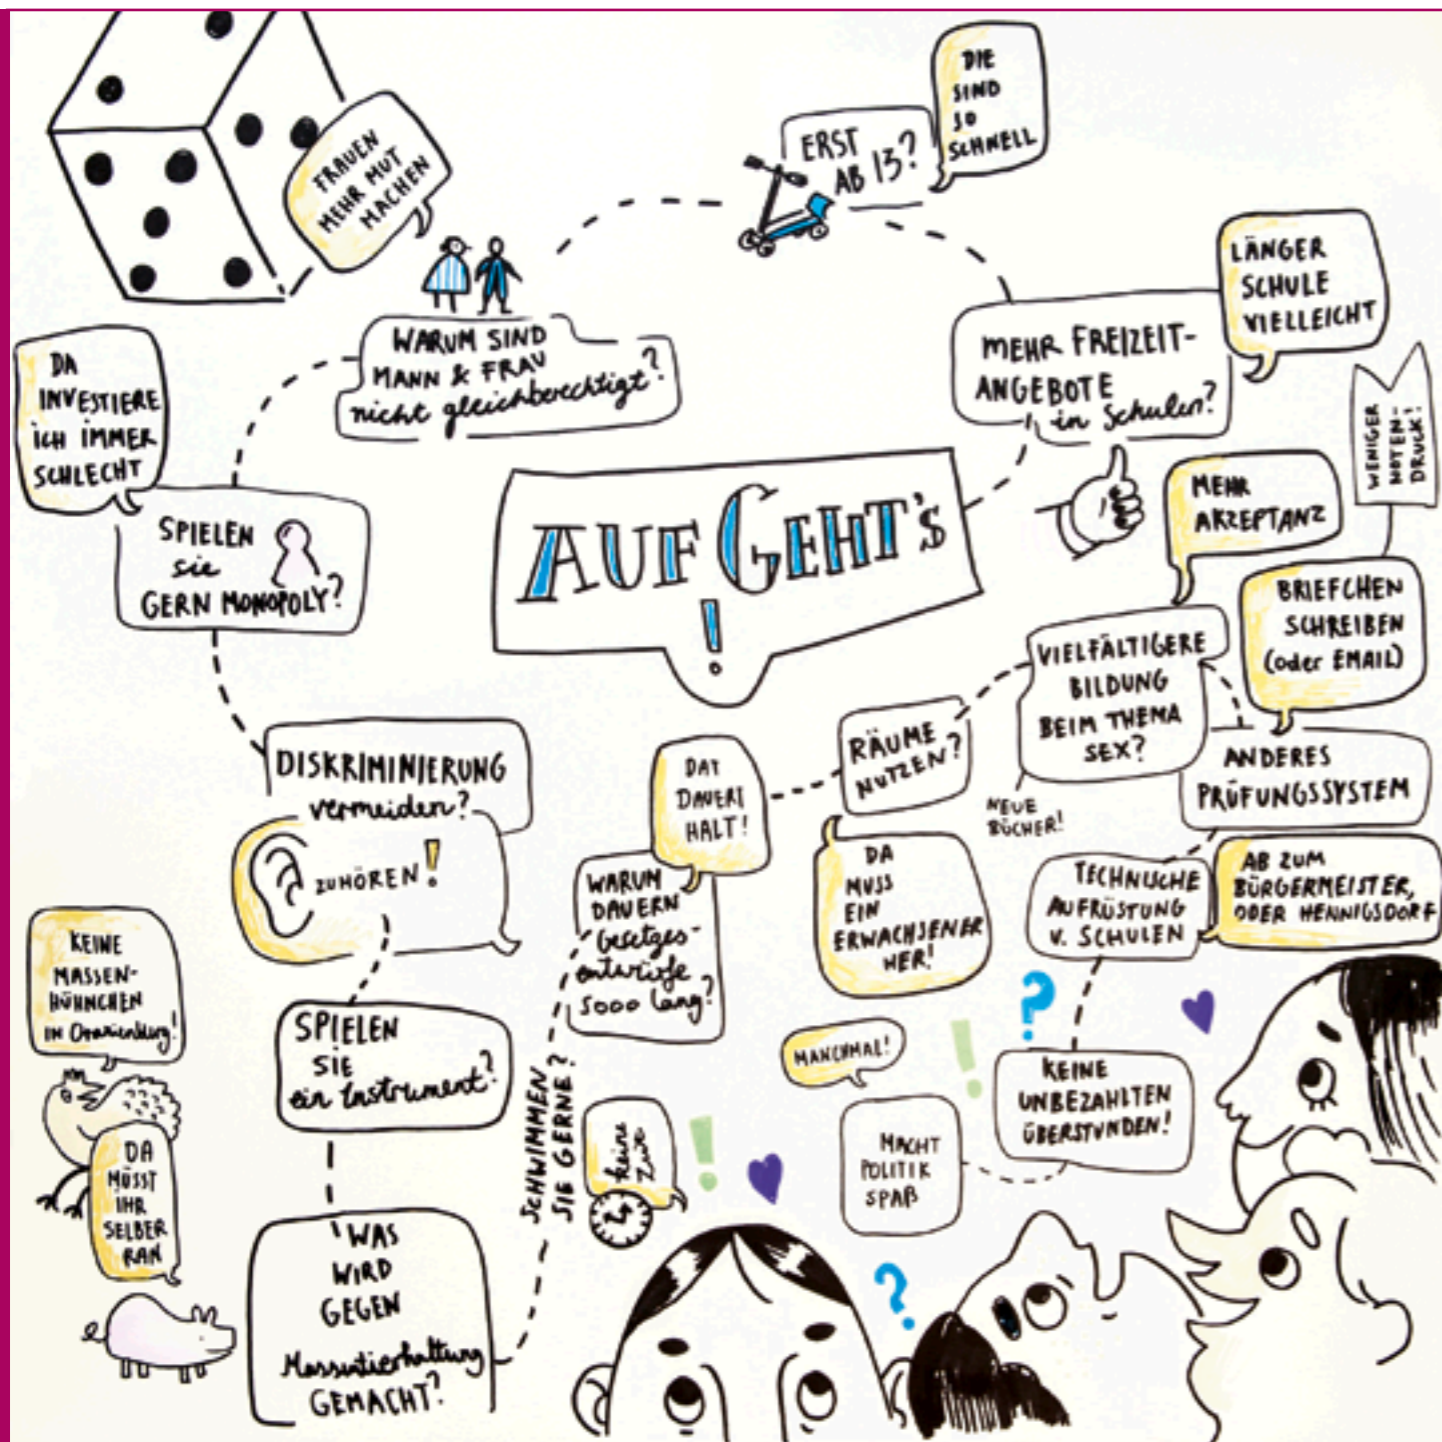 FRAUEN
MEHR MUT
MACHEN
WARUM SIND
MANN & FRAU
nicht gleichberechtigt?
DA
INVESTIERE
ICH IMMER
SCHLECHT
SPIELEN
sie
GERN MONOPOLY?
DISKRIMINIERUNG
vermeiden?
ZUHÖREN!
SPIELEN
SIE
ein Instrument?
KEINE
MASSEN-
HÜHNCHEN
IN Oranienburg!
DA
MÜSST
IHR
SELBER
RAN
WAS
WIRD
GEGEN
Massentierhaltung
GEMACHT?
SCHWIMMEN
SIE GERNE?
keine
WARUM
DAUERN
Gesetzes-
entwürfe
sooo lang?
DAT
DAUERT
HALT!
RÄUME
NUTZEN?
DA
MUSS
EIN
ERWACHSENER
HER!
VIELFÄLTIGERE
BILDUNG
BEIM THEMA
SEX?
NEUE
BÜCHER!
MEHR
AKZEPTANZ
ANDERES
PRÜFUNGSSYSTEM
BRIEFCHEN
SCHREIBEN
(oder EMAIL)
WENIGER
NOTEN-
DRUCK!
TECHNISCHE
AUFRÜSTUNG
V. SCHULEN
AB ZUM
BÜRGERMEISTER,
ODER HENNIGSDORF
KEINE
UNBEZAHLTEN
ÜBERSTUNDEN!
MACHT
POLITIK
SPAß
MANCHMAL!
AUF GEHT'S
!
MEHR FREIZEIT-
ANGEBOTE
in Schulen?
LÄNGER
SCHULE
VIELLEICHT
ERST
AB 13?
DIE
SIND
SO
SCHNELL
?
!
!
?